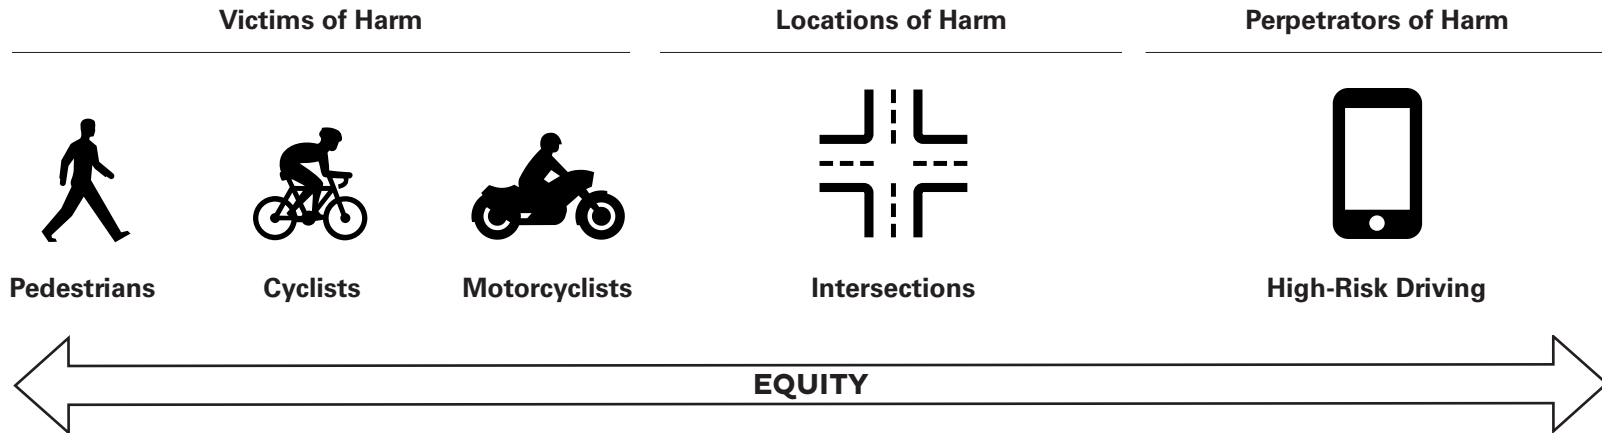 Victims of Harm
Locations of Harm
Perpetrators of Harm
Pedestrians
Cyclists
Motorcyclists
Intersections
High-Risk Driving
EQUITY